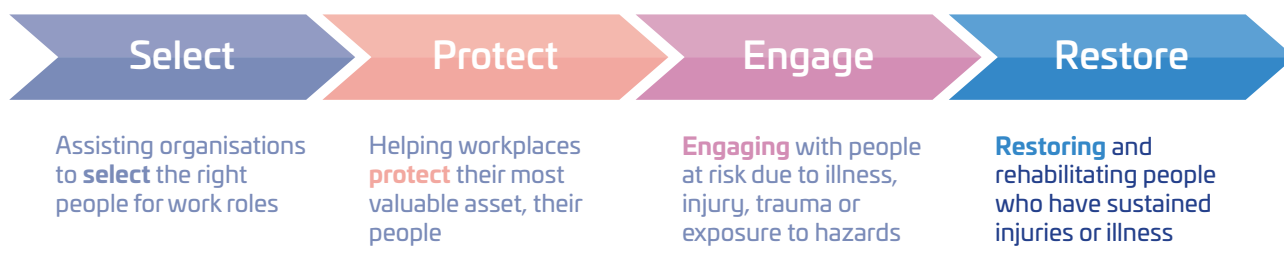 Select
Protect
Engage
Restore
Assisting organisations
to select the right
people for work roles
Helping workplaces
protect their most
valuable asset, their
people
Engaging with people
at risk due to illness,
injury, trauma or
exposure to hazards
Restoring and
rehabilitating people
who have sustained
injuries or illness